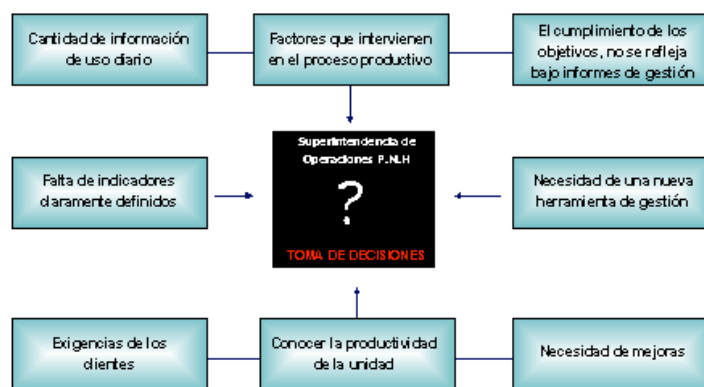 Cantidad de información
de uso diario
Factores que intervienen
en el proceso productivo
El cumplimiento de los
objetivos, no se refleja
bajo informes de gestión
Superintendencia de
Operaciones P.N.H
?
TOMA DE DECISIONES
Falta de indicadores
claramente definidos
Necesidad de una nueva
herramienta de gestión
Exigencias de los
clientes
Conocer la productividad
de la unidad
Necesidad de mejoras